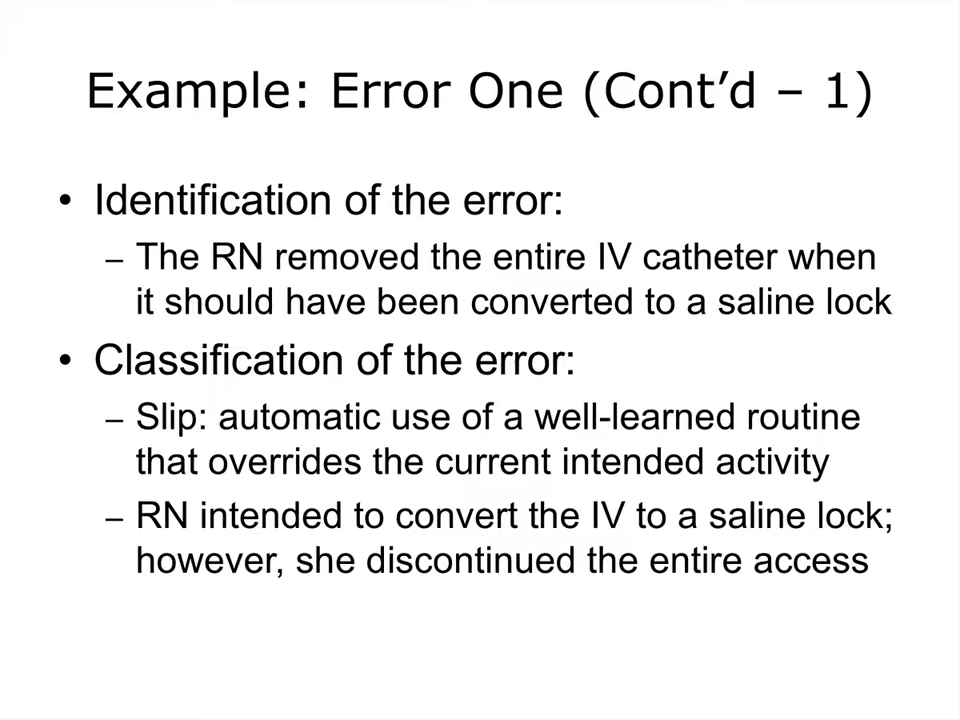 Example: Error One (Cont’d – 1)
• Identification of the error:
– The RN removed the entire IV catheter when
it should have been converted to a saline lock
• Classification of the error:
– Slip: automatic use of a well-learned routine
that overrides the current intended activity
– RN intended to convert the IV to a saline lock;
however, she discontinued the entire access